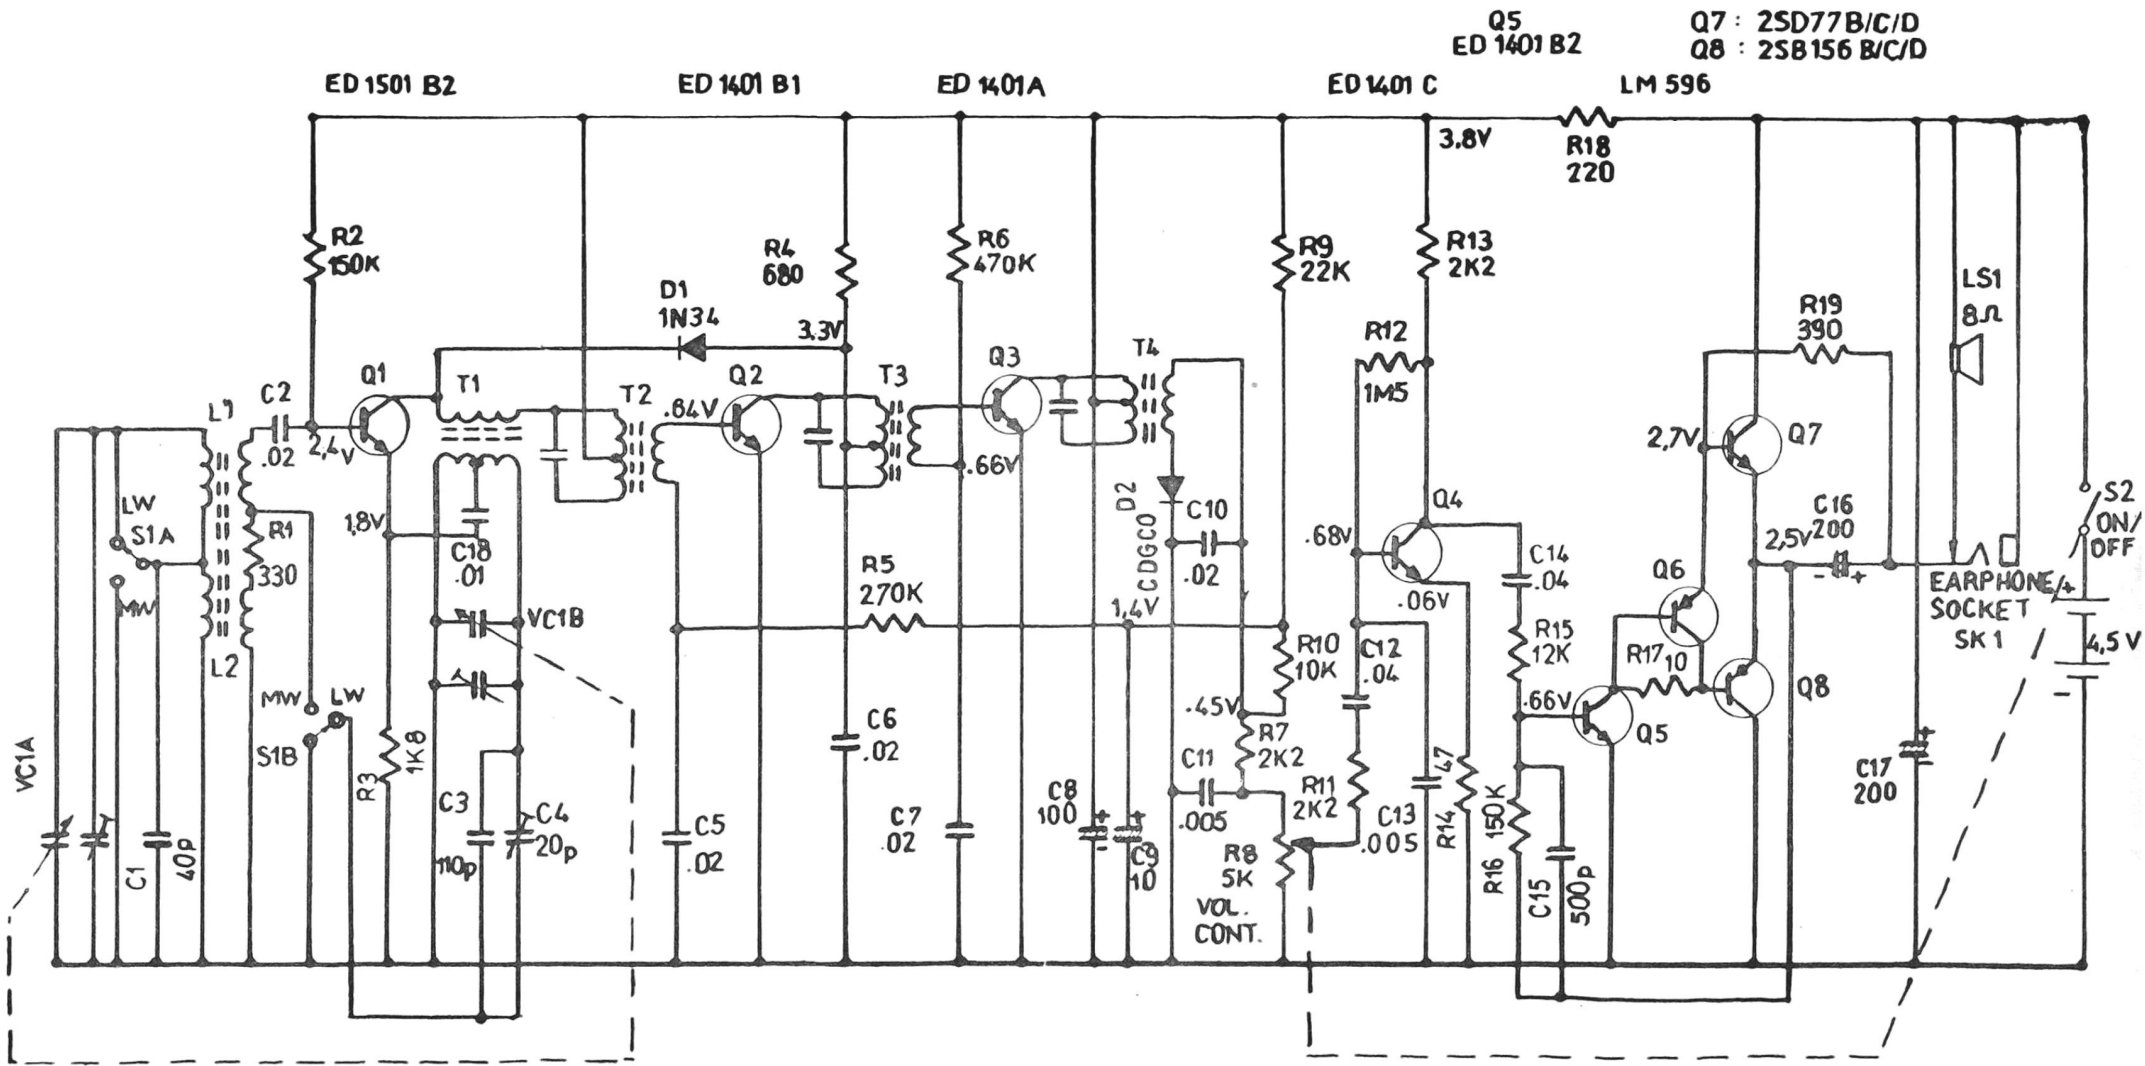 Q5
ED 1401 B2
Q7 : 2SD77B/C/D
Q8 : 2SB156 B/C/D
ED 1501 B2
ED 1401 B1
ED 1401A
ED 1401 C
LM 596
3.8V
R18
220
R2
150K
R4
680
R6
470K
R9
22K
R13
2K2
D1
1N34
3.3V
LS1
8Ω
R19
390
R12
1M5
Q1
T1
T2
Q2
T3
Q3
T4
L1
C2
.02
2,4V
.64V
.66V
2,7V
Q7
LW
S1A
MW
R1
330
1,8V
C18
.01
D2
CDGCO
C10
.02
Q4
.68V
.06V
C14
.04
C16
200
2,5V
S2
ON/
OFF
R5
270K
1,4V
VC1B
Q6
EARPHONE
SOCKET
SK 1
+
4,5 V
-
L2
R10
10K
C12
.04
R15
12K
R17
10
Q8
MW
LW
S1B
.45V
.66V
Q5
R3
1K8
C6
.02
R7
2K2
VC1A
C3
110p
C4
20p
C5
.02
C7
.02
C8
100
C9
10
C11
.005
R11
2K2
C13
.005
R14
47
R16
150K
C15
500p
C17
200
C1
40p
R8
5K
VOL.
CONT.